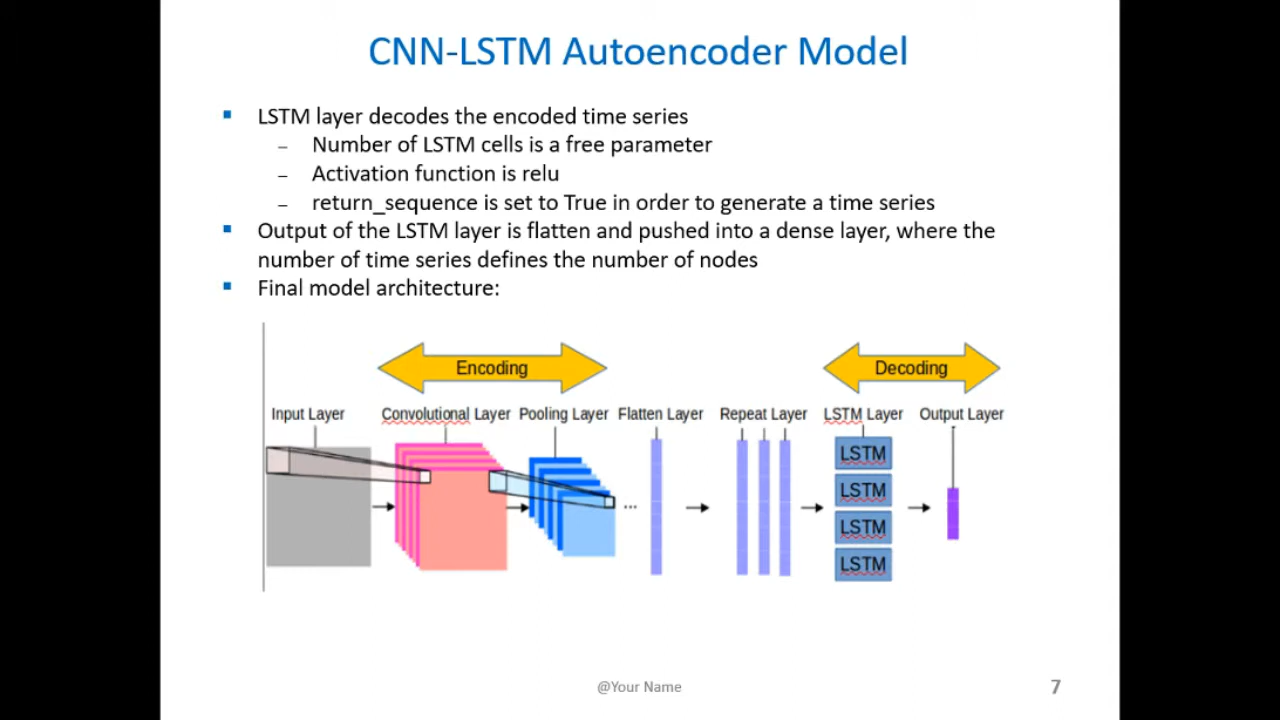 CNN-LSTM Autoencoder Model
▪ LSTM layer decodes the encoded time series
– Number of LSTM cells is a free parameter
– Activation function is relu
– return_sequence is set to True in order to generate a time series
▪ Output of the LSTM layer is flatten and pushed into a dense layer, where the
number of time series defines the number of nodes
▪ Final model architecture:
Encoding
Decoding
Input Layer
Convolutional Layer
Pooling Layer
Flatten Layer
Repeat Layer
LSTM Layer
Output Layer
LSTM
LSTM
LSTM
LSTM
...
@Your Name
7